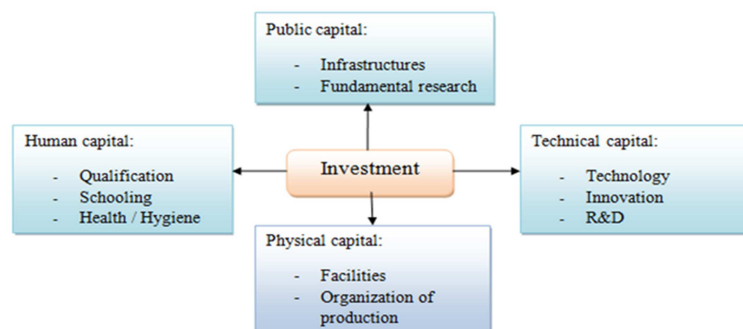 Public capital:
- Infrastructures
- Fundamental research
Human capital:
- Qualification
- Schooling
- Health / Hygiene
Investment
Technical capital:
- Technology
- Innovation
- R&D
Physical capital:
- Facilities
- Organization of
production